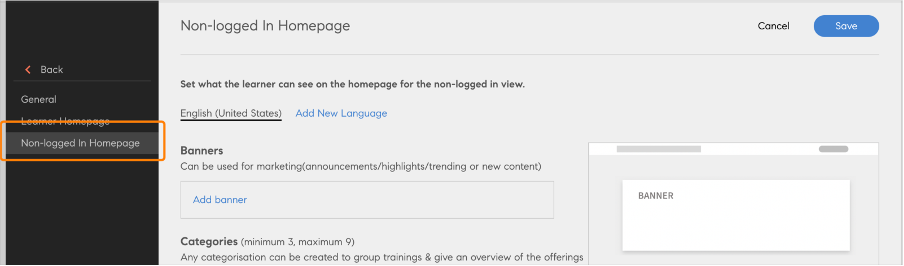 Non-logged In Homepage
Cancel
Save
Back
General
Learner Homepage
Non-logged In Homepage
Set what the learner can see on the homepage for the non-logged in view.
English (United States) Add New Language
Banners
Can be used for marketing(announcements/highlights/trending or new content)
Add banner
BANNER
Categories (minimum 3, maximum 9)
Any categorisation can be created to group trainings & give an overview of the offerings